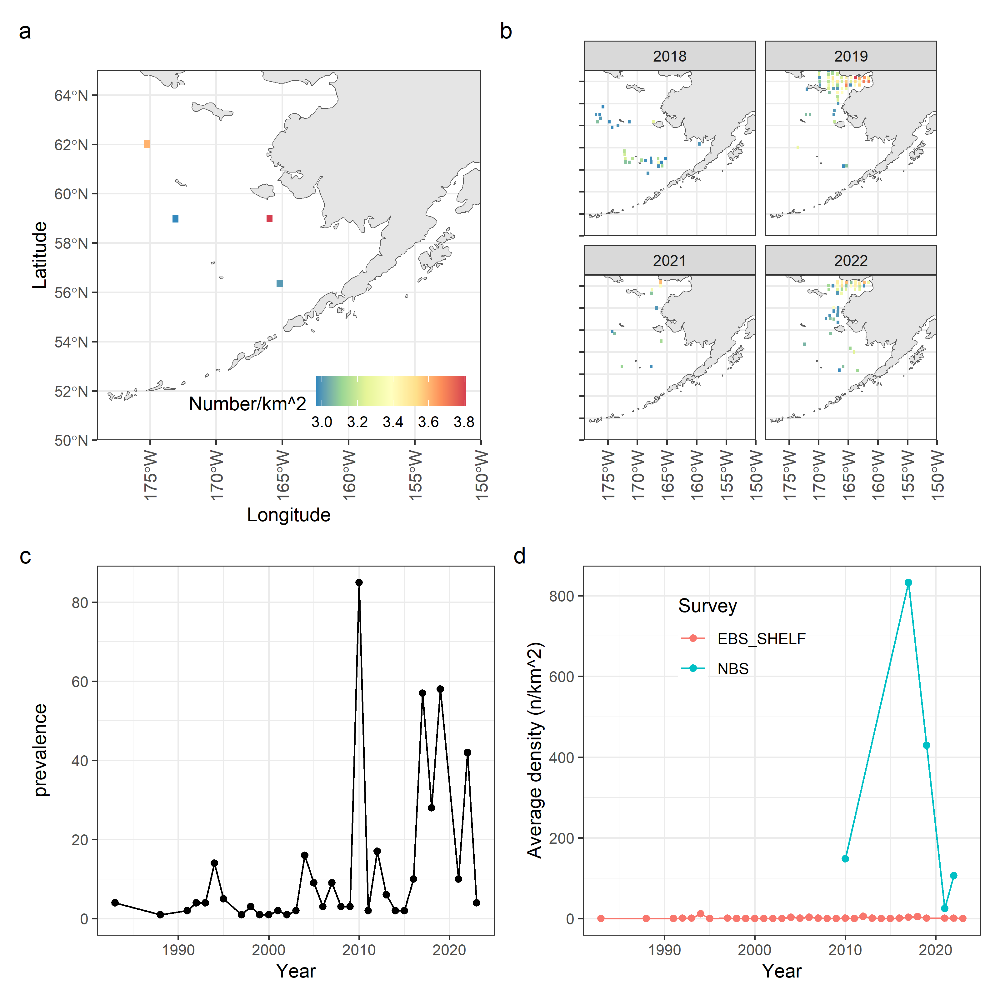 a
64°N
62°N
60°N
58°N
56°N
54°N
52°N
50°N
Latitude
Number/km^2
3.0 3.2 3.4 3.6 3.8
175°W 170°W 165°W 160°W 155°W 150°W
Longitude
b
2018 2019
2021 2022
175°W 170°W 165°W 160°W 155°W 150°W 175°W 170°W 165°W 160°W 155°W 150°W
c
80
60
40
20
0
prevalence
1990 2000 2010 2020
Year
d
800
600
400
200
0
Average density (n/km^2)
Survey
EBS_SHELF
NBS
1990 2000 2010 2020
Year